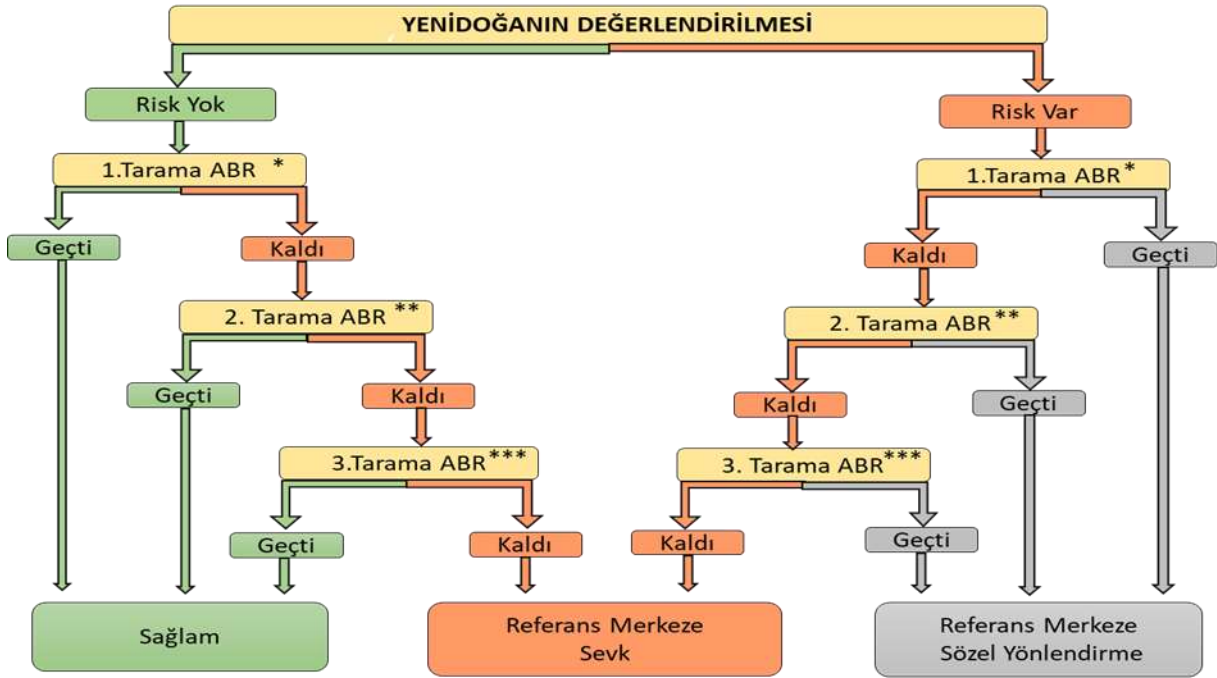 YENİDOĞANIN DEĞERLENDİRİLMESİ
Risk Yok
Risk Var
1.Tarama ABR *
1.Tarama ABR *
Geçti
Kaldı
Kaldı
Geçti
2. Tarama ABR **
2. Tarama ABR **
Geçti
Kaldı
Kaldı
Geçti
3.Tarama ABR ***
3. Tarama ABR ***
Geçti
Kaldı
Kaldı
Geçti
Sağlam
Referans Merkeze
Sevk
Referans Merkeze
Sözel Yönlendirme